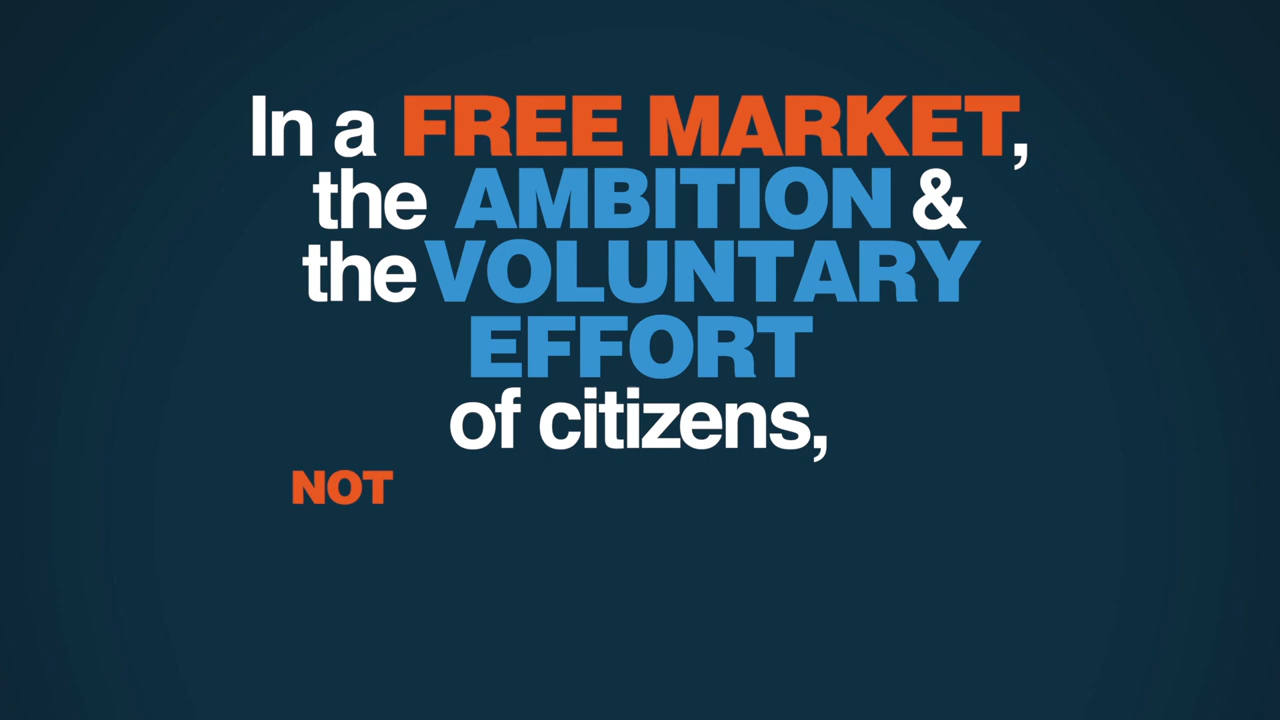 In a FREE MARKET,
the AMBITION &
the VOLUNTARY
EFFORT
of citizens,
NOT